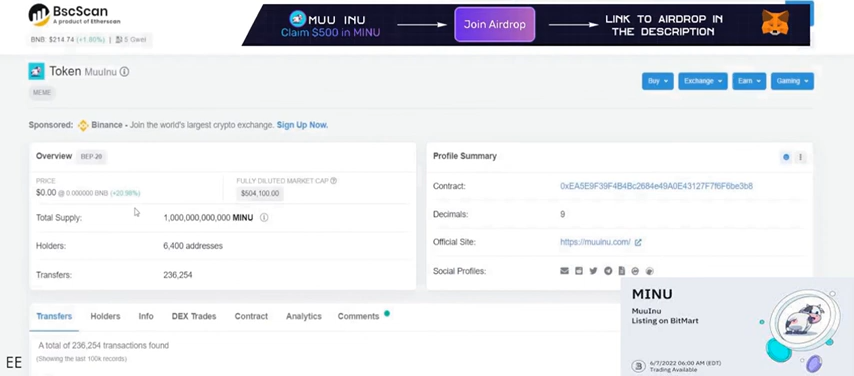 BscScan
A product of Etherscan
BNB: $214.74 (+1.80%) | 5 Gwei
MUU INU
Claim $500 in MINU
Join Airdrop
LINK TO AIRDROP IN
THE DESCRIPTION
Token MuuInu
Buy
Exchange
Earn
Gaming
MEME
Sponsored: Binance - Join the world's largest crypto exchange. Sign Up Now.
Overview BEP-20
PRICE
$0.00 @ 0.000000 BNB (+20.98%)
FULLY DILUTED MARKET CAP
$504,100.00
Total Supply: 1,000,000,000,000 MINU
Holders: 6,400 addresses
Transfers: 236,254
Profile Summary
Contract: 0xEA5E9F39F4B4Bc2684e49A0E43127F7f6F6be3b8
Decimals: 9
Official Site: https://muuinu.com/
Social Profiles:
Transfers Holders Info DEX Trades Contract Analytics Comments
A total of 236,254 transactions found
(Showing the last 100k records)
MINU
MuuInu
Listing on BitMart
6/7/2022 06:00 AM (EDT)
Trading Available
EE